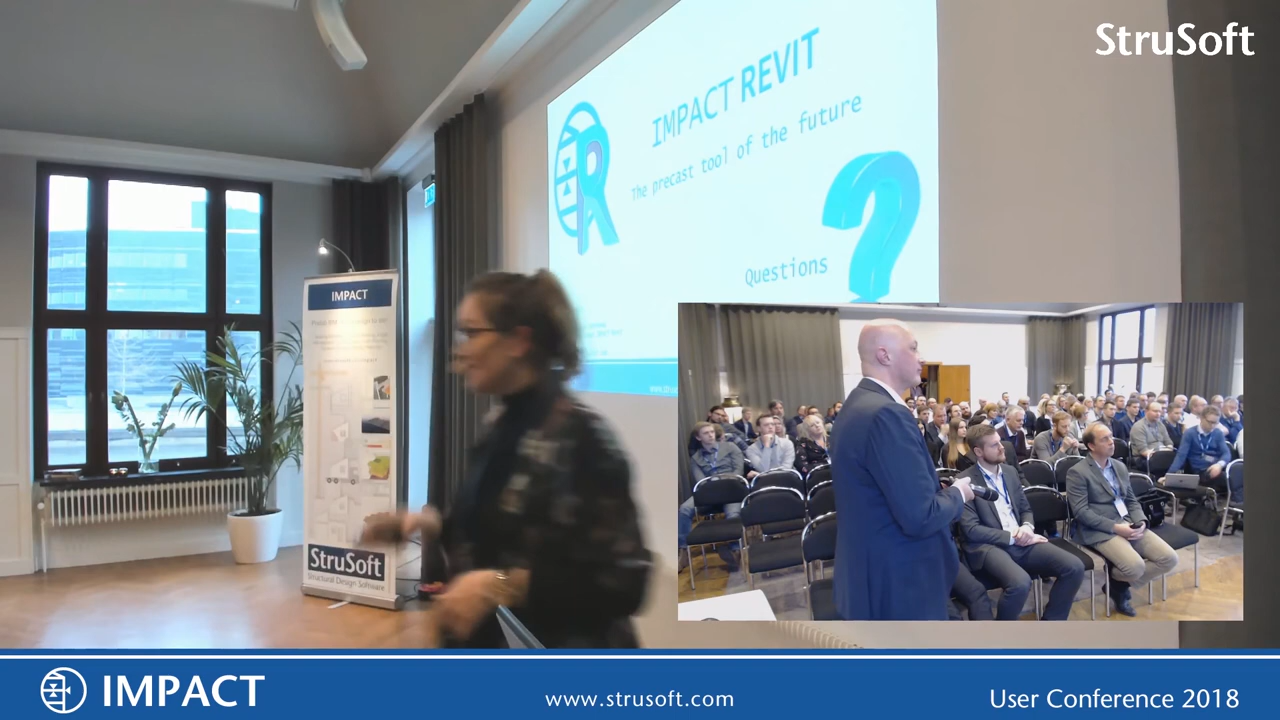 StruSoft
IMPACT REVIT
The precast tool of the future
Questions
IMPACT
StruSoft
Structural Design Software
IMPACT
www.strusoft.com
User Conference 2018